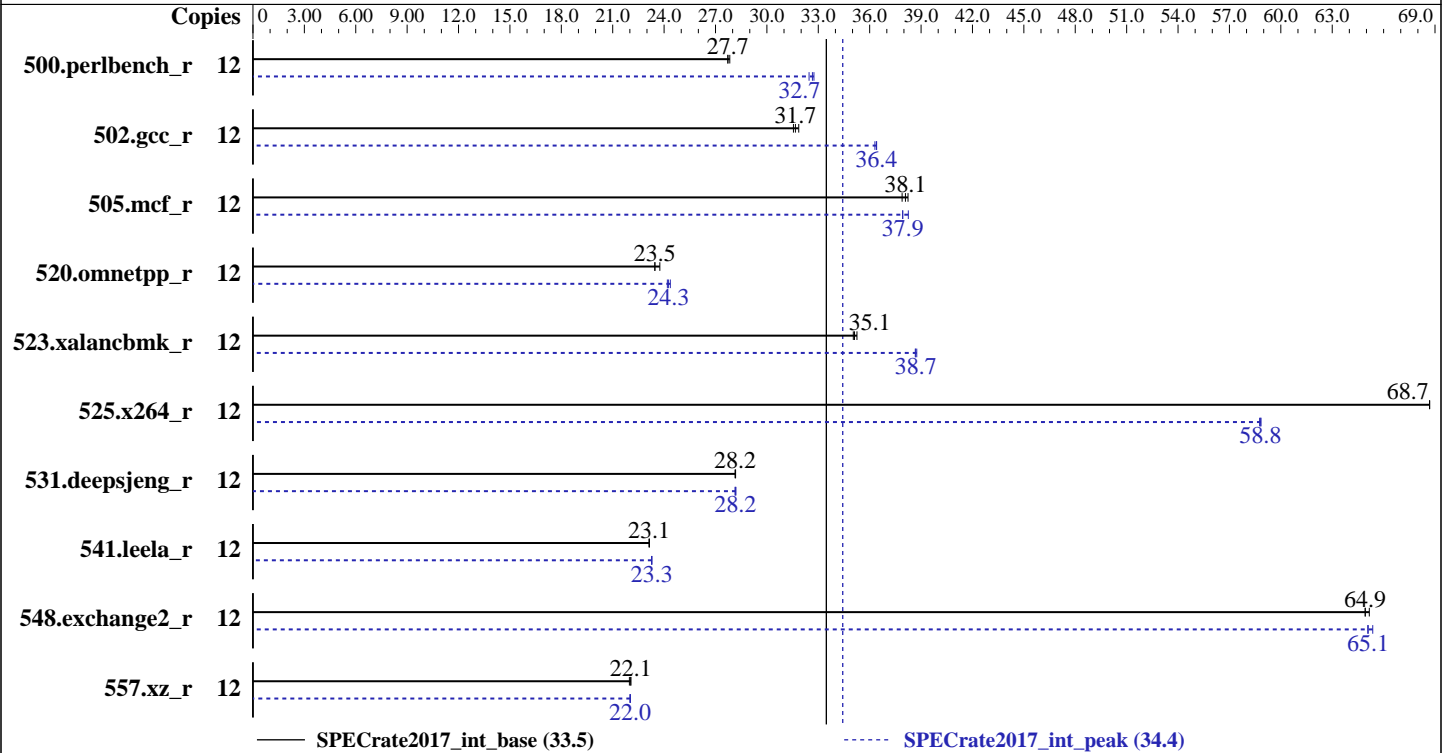 Copies 0 3.00 6.00 9.00 12.0 15.0 18.0 21.0 24.0 27.0 30.0 33.0 36.0 39.0 42.0 45.0 48.0 51.0 54.0 57.0 60.0 63.0 69.0
27.7
500.perlbench_r 12
32.7
31.7
502.gcc_r 12
36.4
38.1
505.mcf_r 12
37.9
23.5
520.omnetpp_r 12
24.3
35.1
523.xalancbmk_r 12
38.7
68.7
525.x264_r 12
58.8
28.2
531.deepsjeng_r 12
28.2
23.1
541.leela_r 12
23.3
64.9
548.exchange2_r 12
65.1
22.1
557.xz_r 12
22.0
SPECrate2017_int_base (33.5) SPECrate2017_int_peak (34.4)